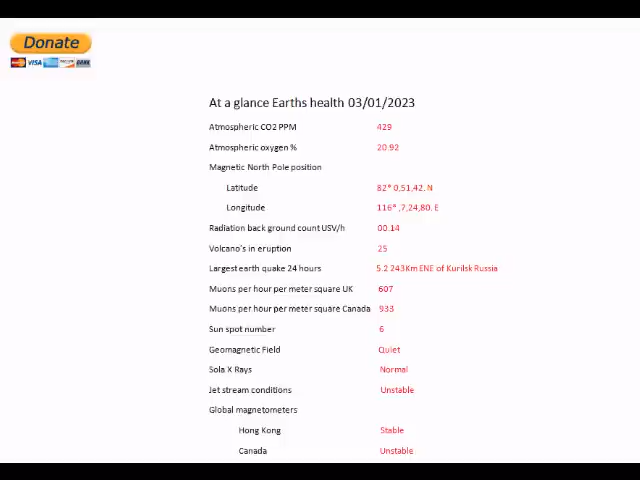 Donate
VISA
At a glance Earths health 03/01/2023
Atmospheric CO2 PPM 429
Atmospheric oxygen % 20.92
Magnetic North Pole position
Latitude 82° 0,51,42. N
Longitude 116° ,7,24,80. E
Radiation back ground count USV/h 00.14
Volcano's in eruption 25
Largest earth quake 24 hours 5.2 243Km ENE of Kurilsk Russia
Muons per hour per meter square UK 607
Muons per hour per meter square Canada 933
Sun spot number 6
Geomagnetic Field Quiet
Sola X Rays Normal
Jet stream conditions Unstable
Global magnetometers
Hong Kong Stable
Canada Unstable